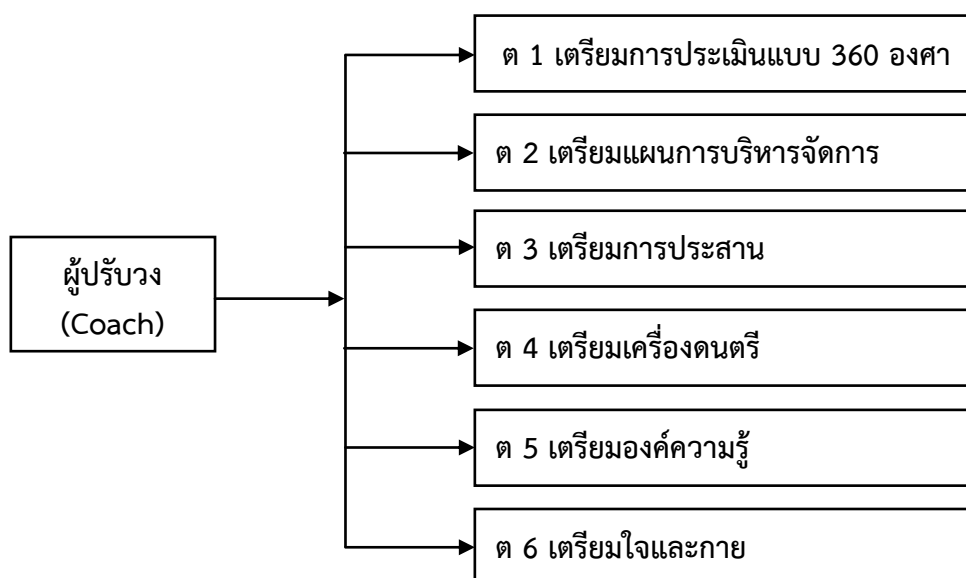 ต 1 เตรียมการประเมินแบบ 360 องศา
ต 2 เตรียมแผนการบริหารจัดการ
ต 3 เตรียมการประสาน
ผู้ปรับวง
(Coach)
ต 4 เตรียมเครื่องดนตรี
ต 5 เตรียมองค์ความรู้
ต 6 เตรียมใจและกาย